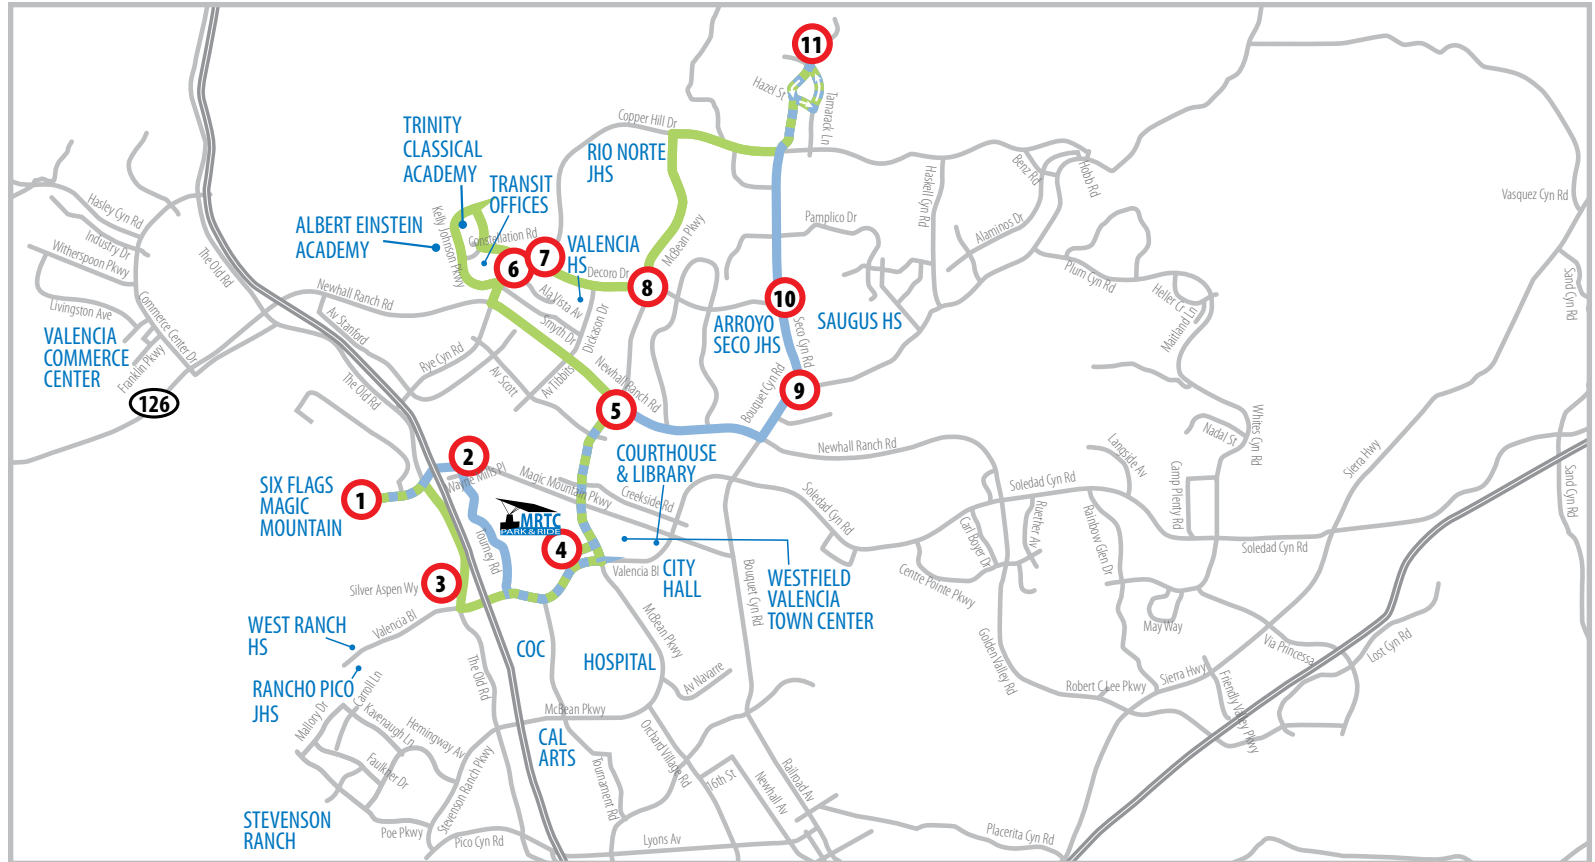 11
Hazel St
Tamarack Ln
Copper Hill Dr
TRINITY
CLASSICAL
ACADEMY
RIO NORTE
JHS
TRANSIT
OFFICES
Benz Rd
Hobb Rd
Haskell Cyn Rd
Vasquez Cyn Rd
Hasley Cyn Rd
Industry Dr
Witherspoon Pkwy
The Old Rd
ALBERT EINSTEIN
ACADEMY
Kelly Johnson Pkwy
Constellation Rd
7
6
VALENCIA
HS
McBean Pkwy
Pamplico Dr
Alaminos Dr
Decoro Dr
8
10
Plum Cyn Rd
Heller Cr
Sand Cyn Rd
Livingston Ave
Commerce Center Dr
Newhall Ranch Rd
Av Stanford
Ala Vista Av
Smyth Dr
Dickason Dr
ARROYO
SECO JHS
Seco Cyn Rd
SAUGUS HS
Maitland Ln
VALENCIA
COMMERCE
CENTER
Franklin Pkwy
126
The Old Rd
Rye Cyn Rd
Av Scott
Av Tibbits
Newhall Ranch Rd
5
Bouquet Cyn Rd
9
Newhall Ranch Rd
Nadal St
Whites Cyn Rd
Sierra Hwy
2
Wayne Mills Pl
Magic Mountain Pkwy
Creekside Rd
COURTHOUSE
& LIBRARY
Soledad Cyn Rd
Soledad Cyn Rd
Langside Av
Camp Plenty Rd
Sand Cyn Rd
SIX FLAGS
MAGIC
MOUNTAIN
1
MRTC
PARK & RIDE
4
Tourney Rd
Carl Boyer Dr
Ruether Av
Rainbow Glen Dr
Soledad Cyn Rd
3
Silver Aspen Wy
Valencia Bl
Valencia Bl
CITY
HALL
Bouquet Cyn Rd
WESTFIELD
VALENCIA
TOWN CENTER
Centre Pointe Pkwy
May Way
WEST RANCH
HS
COC
HOSPITAL
McBean Pkwy
Golden Valley Rd
Via Princessa
Lost Cyn Rd
RANCHO PICO
JHS
Carroll Ln
The Old Rd
Av Navarre
Robert C Lee Pkwy
Sierra Hwy
Friendly Valley Pkwy
Mallory Dr
Kavenaugh Ln
Hemingway Av
McBean Pkwy
Orchard Village Rd
CAL
ARTS
Faulkner Dr
Stevenson Ranch Pkwy
Tournament Rd
16th St
Newhall Av
Railroad Av
STEVENSON
RANCH
Poe Pkwy
Pico Cyn Rd
Lyons Av
Placerita Cyn Rd